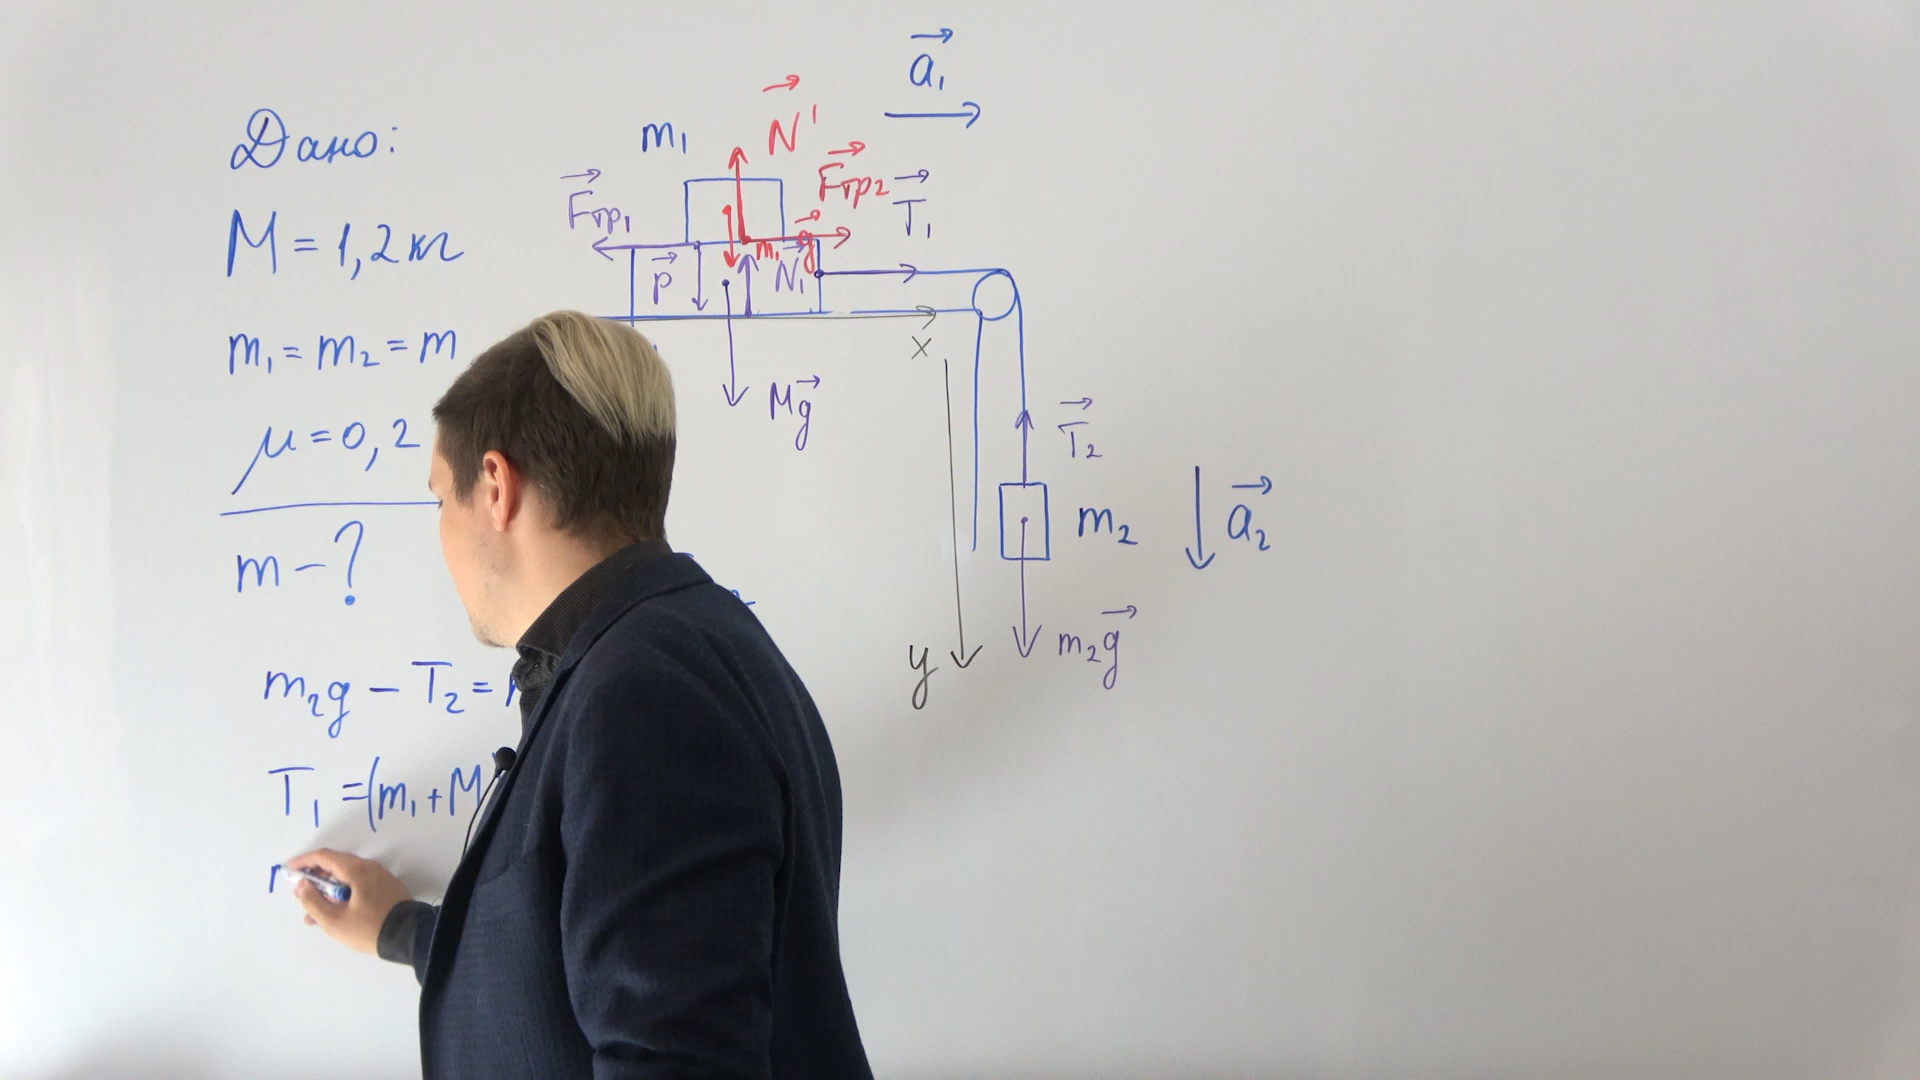 Дано:
M = 1,2 кг
m₁ = m₂ = m
μ = 0,2
m – ?
m₂g – T₂ =
T₁ = (m₁ + M
a₁
m₁
N'
Fтр₁
Fтр₂
T₁
m₁g
P
N₁
x
Mg
T₂
m₂
a₂
y
m₂g